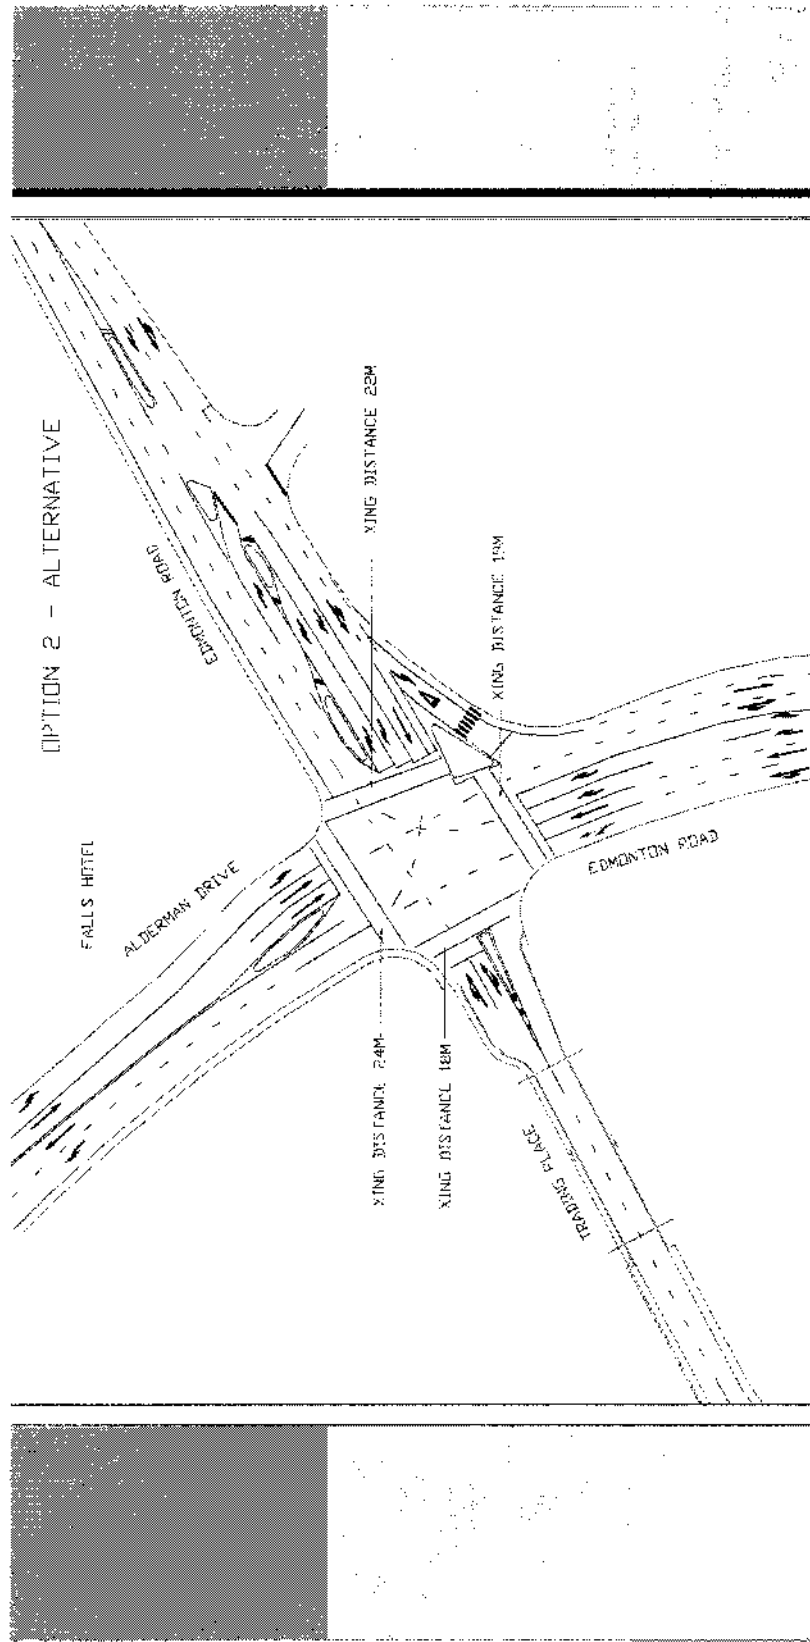 OPTION 2 - ALTERNATIVE
FALLS HOTEL
ALDERMAN DRIVE
EDMONTON ROAD
XING DISTANCE 22M
XING DISTANCE 19M
XING DISTANCE 24M
XING DISTANCE 18M
EDMONTON ROAD
TRADING PLACE